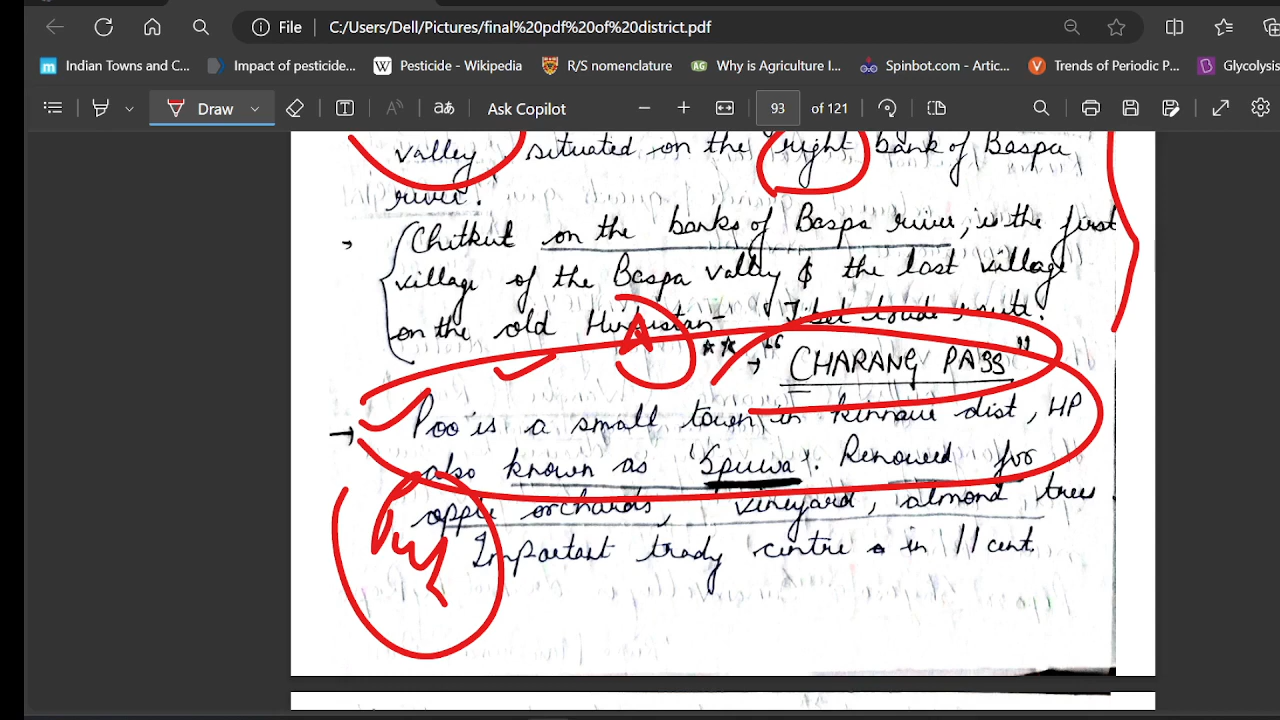 File C:/Users/Dell/Pictures/final%20pdf%20of%20district.pdf
Indian Towns and C... Impact of pesticide... Pesticide - Wikipedia R/S nomenclature Why is Agriculture I... Spinbot.com - Artic... Trends of Periodic P... Glycolysis
Draw Ask Copilot 93 of 121
valley, situated on the right bank of Baspa
river.
Chitkul on the banks of Baspa river, is the first
village of the Baspa valley & the last village
on the old Hindustan- Tibet trade route.
A
** → "CHARANG PASS"
→ Poo is a small town in kinnaur dist, HP
also known as 'Spuwa'. Renowed for
apple orchards, vineyard, almond trees.
Important trady centre in 11 cent.